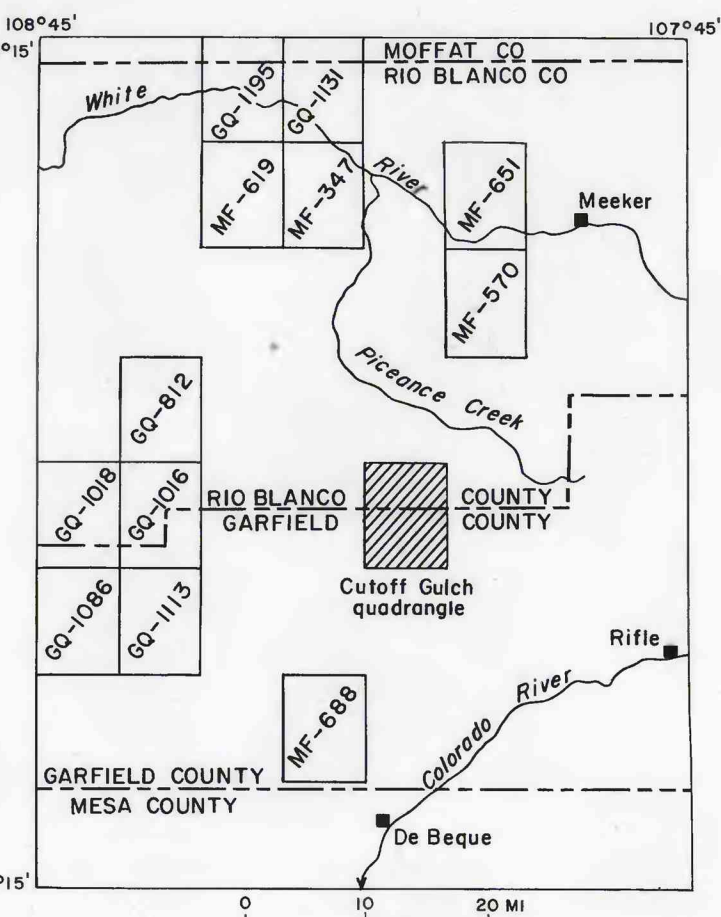 108°45'
107°45'
°15'
MOFFAT CO
RIO BLANCO CO
White
GQ-1195
GQ-1131
MF-619
MF-347
River
MF-651
Meeker
MF-570
Piceance Creek
GQ-812
GQ-1018
GQ-1016
RIO BLANCO COUNTY
GARFIELD COUNTY
Cutoff Gulch
quadrangle
GQ-1086
GQ-1113
Rifle
MF-688
Colorado River
GARFIELD COUNTY
MESA COUNTY
De Beque
°15'
0 10 20 MI